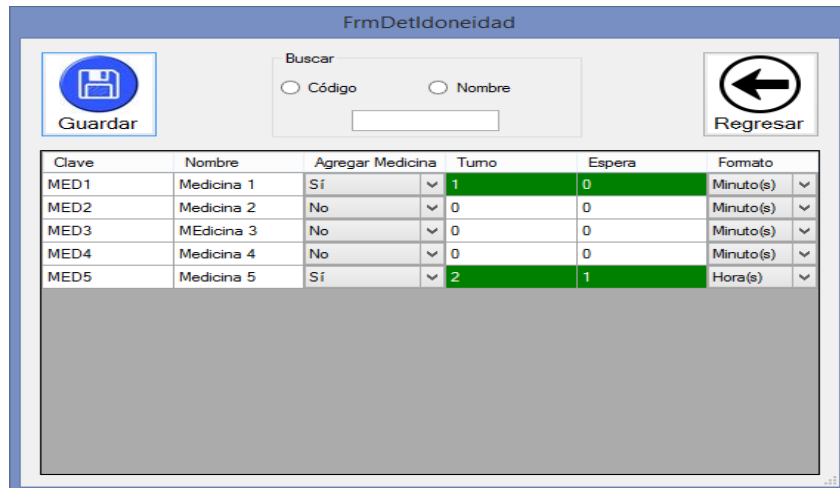 FrmDetIdoneidad
Guardar
Buscar
Código Nombre
Regresar
Clave Nombre Agregar Medicina Turno Espera Formato
MED1 Medicina 1 Sí 1 0 Minuto(s)
MED2 Medicina 2 No 0 0 Minuto(s)
MED3 MEdicina 3 No 0 0 Minuto(s)
MED4 Medicina 4 No 0 0 Minuto(s)
MED5 Medicina 5 Sí 2 1 Hora(s)